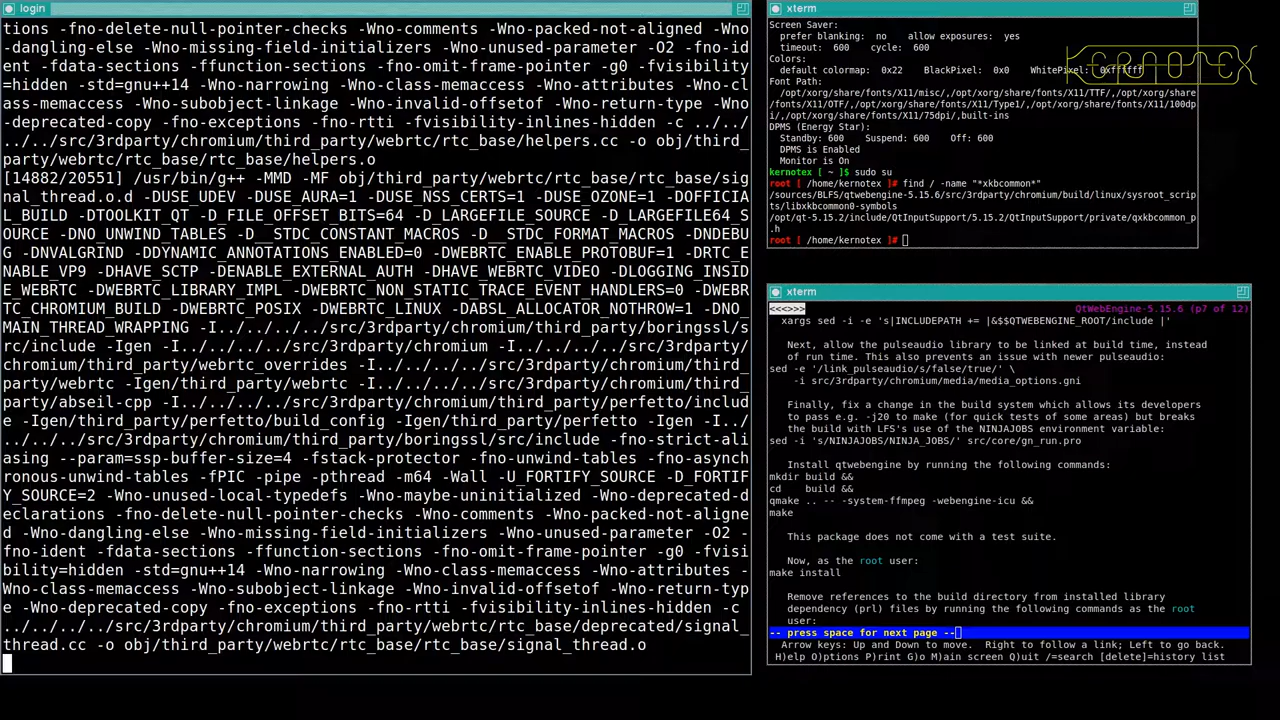 login
tions -fno-delete-null-pointer-checks -Wno-comments -Wno-packed-not-aligned -Wno
-dangling-else -Wno-missing-field-initializers -Wno-unused-parameter -O2 -fno-id
ent -fdata-sections -ffunction-sections -fno-omit-frame-pointer -g0 -fvisibility
=hidden -std=gnu++14 -Wno-narrowing -Wno-class-memaccess -Wno-attributes -Wno-cl
ass-memaccess -Wno-subobject-linkage -Wno-invalid-offsetof -Wno-return-type -Wno
-deprecated-copy -fno-exceptions -fno-rtti -fvisibility-inlines-hidden -c ../../
../../src/3rdparty/chromium/third_party/webrtc/rtc_base/helpers.cc -o obj/third_
party/webrtc/rtc_base/rtc_base/helpers.o
[14882/20551] /usr/bin/g++ -MMD -MF obj/third_party/webrtc/rtc_base/rtc_base/sig
nal_thread.o.d -DUSE_UDEV -DUSE_AURA=1 -DUSE_NSS_CERTS=1 -DUSE_OZONE=1 -DOFFICIA
L_BUILD -DTOOLKIT_QT -D_FILE_OFFSET_BITS=64 -D_LARGEFILE_SOURCE -D_LARGEFILE64_S
OURCE -DNO_UNWIND_TABLES -D__STDC_CONSTANT_MACROS -D__STDC_FORMAT_MACROS -DNDEBU
G -DNVALGRIND -DDYNAMIC_ANNOTATIONS_ENABLED=0 -DWEBRTC_ENABLE_PROTOBUF=1 -DRTC_E
NABLE_VP9 -DHAVE_SCTP -DENABLE_EXTERNAL_AUTH -DHAVE_WEBRTC_VIDEO -DLOGGING_INSID
E_WEBRTC -DWEBRTC_LIBRARY_IMPL -DWEBRTC_NON_STATIC_TRACE_EVENT_HANDLERS=0 -DWEBR
TC_CHROMIUM_BUILD -DWEBRTC_POSIX -DWEBRTC_LINUX -DABSL_ALLOCATOR_NOTHROW=1 -DNO_
MAIN_THREAD_WRAPPING -I../../../../src/3rdparty/chromium/third_party/boringssl/s
rc/include -Igen -I../../../../src/3rdparty/chromium -I../../../../src/3rdparty/
chromium/third_party/webrtc_overrides -I../../../../src/3rdparty/chromium/third_
party/webrtc -Igen/third_party/webrtc -I../../../../src/3rdparty/chromium/third_
party/abseil-cpp -I../../../../src/3rdparty/chromium/third_party/perfetto/includ
e -Igen/third_party/perfetto/build_config -Igen/third_party/perfetto -Igen -I../
../../../src/3rdparty/chromium/third_party/boringssl/src/include -fno-strict-ali
asing --param=ssp-buffer-size=4 -fstack-protector -fno-unwind-tables -fno-asynch
ronous-unwind-tables -fPIC -pipe -pthread -m64 -Wall -U_FORTIFY_SOURCE -D_FORTIF
Y_SOURCE=2 -Wno-unused-local-typedefs -Wno-maybe-uninitialized -Wno-deprecated-d
eclarations -fno-delete-null-pointer-checks -Wno-comments -Wno-packed-not-aligne
d -Wno-dangling-else -Wno-missing-field-initializers -Wno-unused-parameter -O2 -
fno-ident -fdata-sections -ffunction-sections -fno-omit-frame-pointer -g0 -fvisi
bility=hidden -std=gnu++14 -Wno-narrowing -Wno-class-memaccess -Wno-attributes -
Wno-class-memaccess -Wno-subobject-linkage -Wno-invalid-offsetof -Wno-return-typ
e -Wno-deprecated-copy -fno-exceptions -fno-rtti -fvisibility-inlines-hidden -c
../../../../src/3rdparty/chromium/third_party/webrtc/rtc_base/deprecated/signal_
thread.cc -o obj/third_party/webrtc/rtc_base/rtc_base/signal_thread.o
xterm
Screen Saver:
prefer blanking: no allow exposures: yes
timeout: 600 cycle: 600
Colors:
default colormap: 0x22 BlackPixel: 0x0 WhitePixel: 0xffffff
Font Path:
/opt/xorg/share/fonts/X11/misc/,/opt/xorg/share/fonts/X11/TTF/,/opt/xorg/share
/fonts/X11/OTF/,/opt/xorg/share/fonts/X11/Type1/,/opt/xorg/share/fonts/X11/100dp
i/,/opt/xorg/share/fonts/X11/75dpi/,built-ins
DPMS (Energy Star):
Standby: 600 Suspend: 600 Off: 600
DPMS is Enabled
Monitor is On
kernotex [ ~ ]$ sudo su
root [ /home/kernotex ]# find / -name "*xkbcommon*"
/sources/BLFS/qtwebengine-5.15.6/src/3rdparty/chromium/build/linux/sysroot_scrip
ts/libxkbcommon0-symbols
/opt/qt-5.15.2/include/QtInputSupport/5.15.2/QtInputSupport/private/qxkbcommon_p
.h
root [ /home/kernotex ]#
KERNOTEX
xterm
<<<>>> QtWebEngine-5.15.6 (p7 of 12)
xargs sed -i -e 's|INCLUDEPATH += |&$$QTWEBENGINE_ROOT/include |'
Next, allow the pulseaudio library to be linked at build time, instead
of run time. This also prevents an issue with newer pulseaudio:
sed -e '/link_pulseaudio/s/false/true/' \
-i src/3rdparty/chromium/media/media_options.gni
Finally, fix a change in the build system which allows its developers
to pass e.g. -j20 to make (for quick tests of some areas) but breaks
the build with LFS's use of the NINJAJOBS environment variable:
sed -i 's/NINJAJOBS/NINJA_JOBS/' src/core/gn_run.pro
Install qtwebengine by running the following commands:
mkdir build &&
cd build &&
qmake .. -- -system-ffmpeg -webengine-icu &&
make
This package does not come with a test suite.
Now, as the root user:
make install
Remove references to the build directory from installed library
dependency (prl) files by running the following commands as the root
user:
-- press space for next page --
Arrow keys: Up and Down to move. Right to follow a link; Left to go back.
H)elp O)ptions P)rint G)o M)ain screen Q)uit /=search [delete]=history list